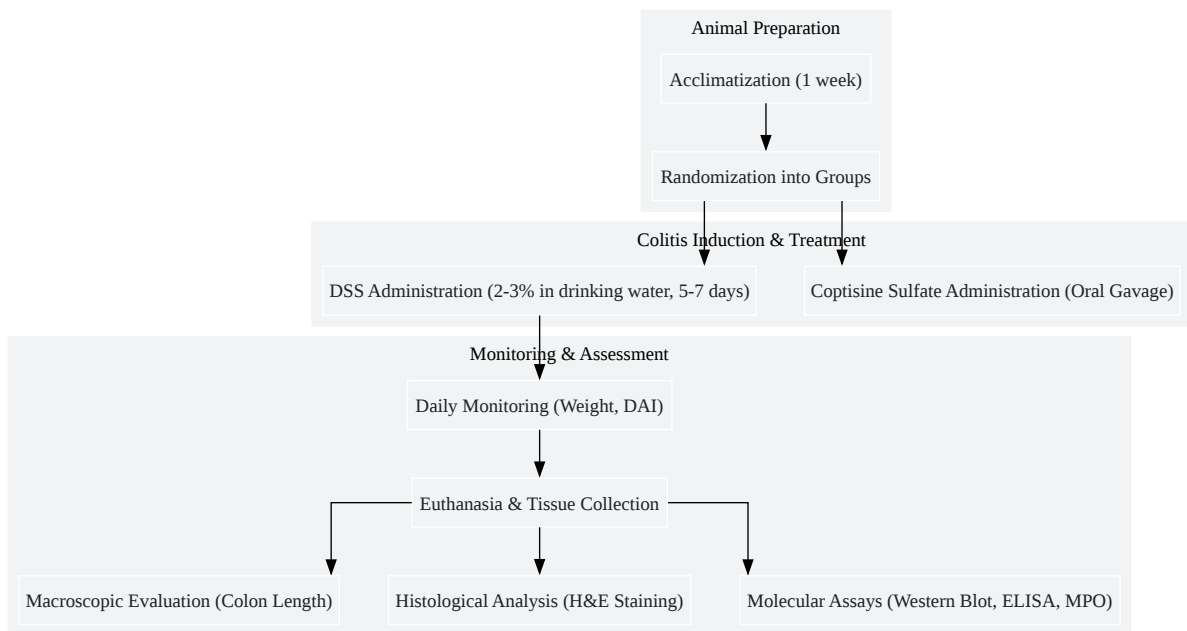 Animal Preparation
Acclimatization (1 week)
Randomization into Groups
Colitis Induction & Treatment
DSS Administration (2-3% in drinking water, 5-7 days)
Coptisine Sulfate Administration (Oral Gavage)
Monitoring & Assessment
Daily Monitoring (Weight, DAI)
Euthanasia & Tissue Collection
Macroscopic Evaluation (Colon Length)
Histological Analysis (H&E Staining)
Molecular Assays (Western Blot, ELISA, MPO)